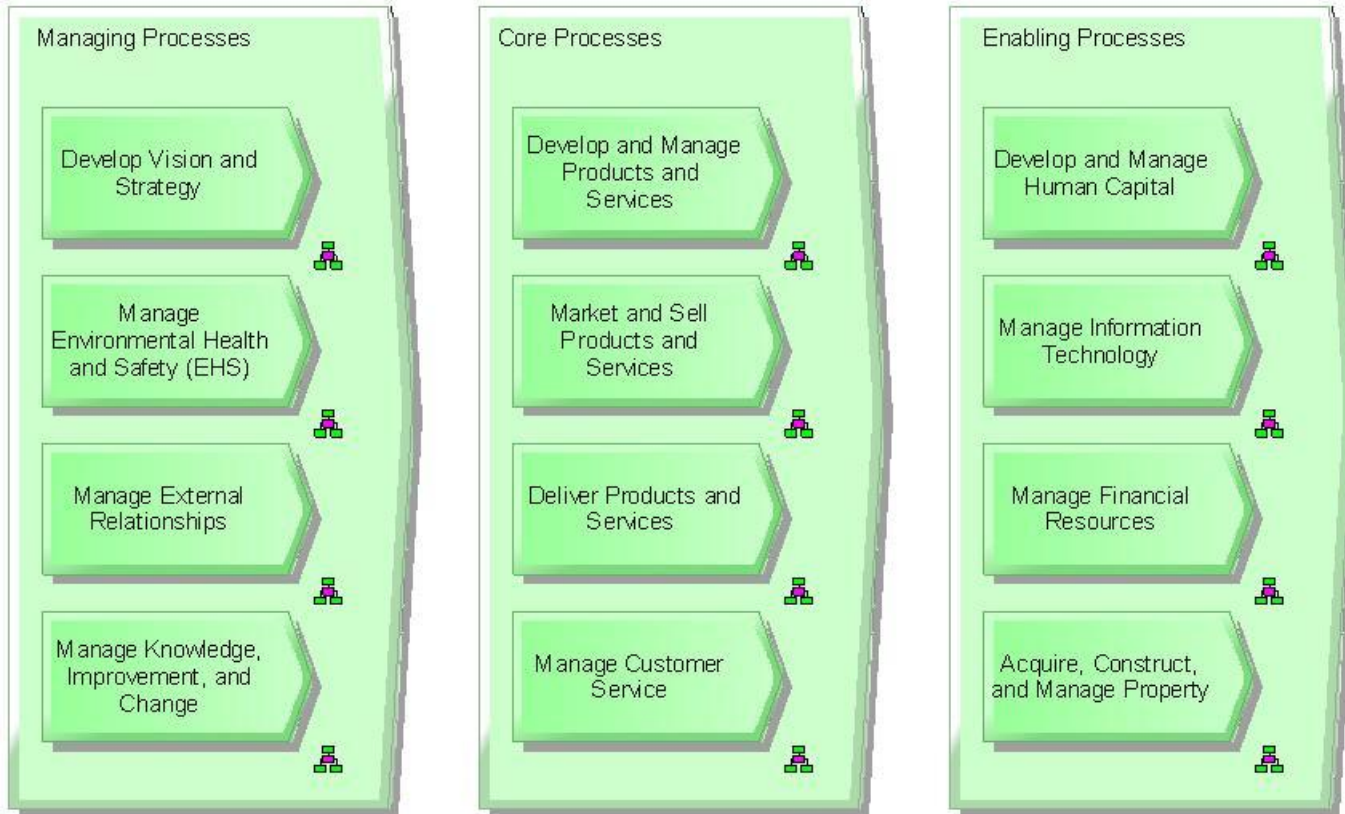 Managing Processes
Develop Vision and
Strategy
Manage
Environmental Health
and Safety (EHS)
Manage External
Relationships
Manage Knowledge,
Improvement, and
Change
Core Processes
Develop and Manage
Products and
Services
Market and Sell
Products and
Services
Deliver Products and
Services
Manage Customer
Service
Enabling Processes
Develop and Manage
Human Capital
Manage Information
Technology
Manage Financial
Resources
Acquire, Construct,
and Manage Property